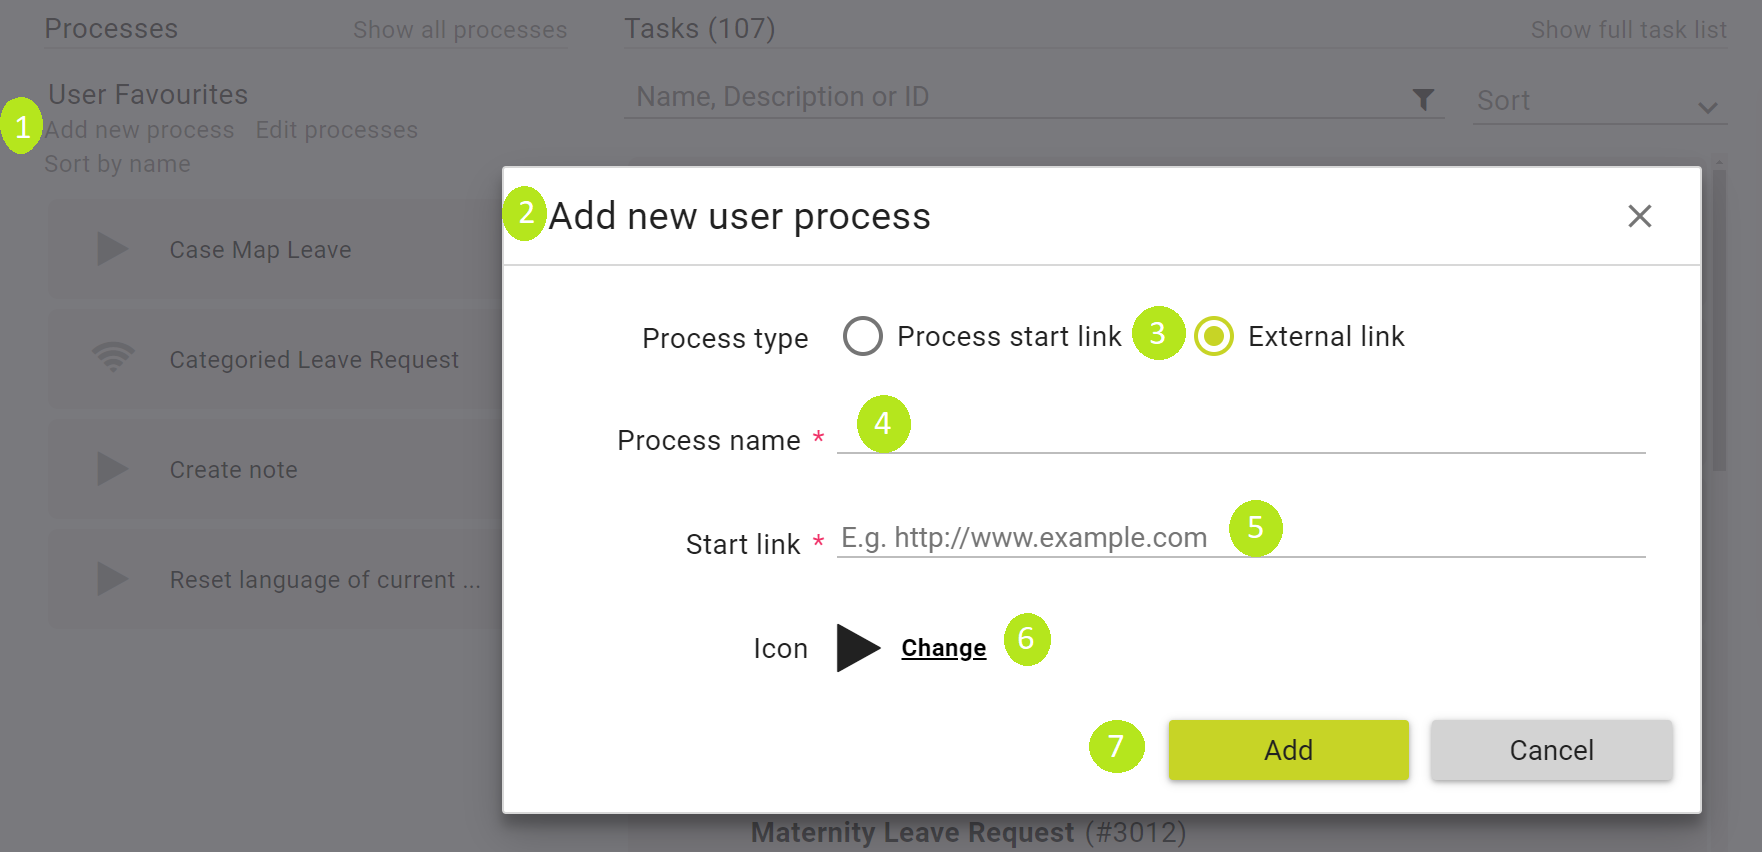 Processes Show all processes Tasks (107) Show full task list
User Favourites
Name, Description or ID Sort
1 Add new process Edit processes
Sort by name
2 Add new user process
Case Map Leave
Process type Process start link 3 External link
Categoried Leave Request
Process name * 4
Create note
Start link * E.g. http://www.example.com 5
Reset language of current ...
Icon Change 6
7 Add Cancel
Maternity Leave Request (#3012)